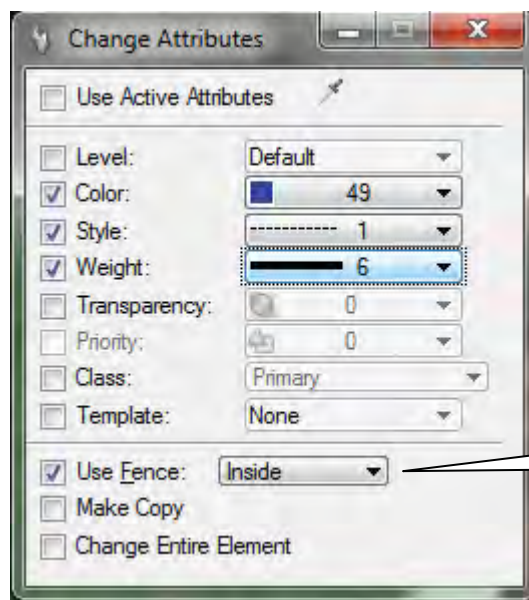 Change Attributes
Use Active Attributes
Level: Default
Color: 49
Style: 1
Weight: 6
Transparency: 0
Priority: 0
Class: Primary
Template: None
Use Fence: Inside
Make Copy
Change Entire Element